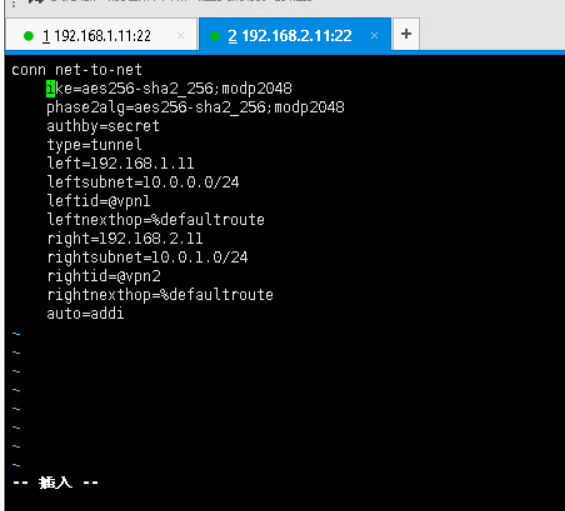 1 192.168.1.11:22 × 2 192.168.2.11:22 × +
conn net-to-net
ike=aes256-sha2_256;modp2048
phase2alg=aes256-sha2_256;modp2048
authby=secret
type=tunnel
left=192.168.1.11
leftsubnet=10.0.0.0/24
leftid=@vpn1
leftnexthop=%defaultroute
right=192.168.2.11
rightsubnet=10.0.1.0/24
rightid=@vpn2
rightnexthop=%defaultroute
auto=addi
~
~
~
~
~
~
~
~
-- 插入 --